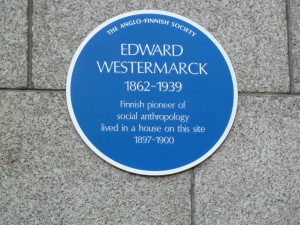 THE ANGLO-FINNISH SOCIETY
EDWARD
WESTERMARCK
1862-1939
Finnish pioneer of
social anthropology
lived in a house on this site
1897-1900